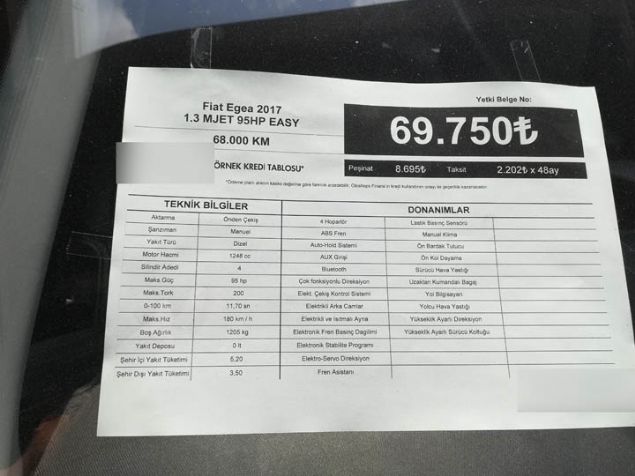 Fiat Egea 2017
1.3 MJET 95HP EASY
68.000 KM
Yetki Belge No:
69.750₺
ÖRNEK KREDİ TABLOSU*
Peşinat 8.695₺ Taksit 2.202₺ x 48ay
TEKNİK BİLGİLER DONANIMLAR
Aktarma Önden Çekiş 4 Hoparlör Lastik Basınç Sensörü
Şanzıman Manuel ABS Fren Manual Klima
Yakıt Türü Dizel Auto-Hold Sistemi Ön Bardak Tutucu
Motor Hacmi 1248 cc AUX Girişi Ön Kol Dayama
Silindir Adedi 4 Bluetooth Sürücü Hava Yastığı
Maks.Güç 95 hp Çok fonksiyonlu Direksiyon Uzaktan Kumandalı Bagaj
Maks.Tork 200 Elekt. Çekiş Kontrol Sistemi Yol Bilgisayarı
0-100 km 11,70 sn Elektrikli Arka Camlar Yolcu Hava Yastığı
Maks.Hız 180 km / h Elektrikli ve Isıtmalı Ayna Yükseklik Ayarlı Direksiyon
Boş Ağırlık 1205 kg Elektronik Fren Basınç Dagilimi Yükseklik Ayarlı Sürücü Koltuğu
Yakıt Deposu 0 lt Elektronik Stabilite Programi
Şehir İçi Yakıt Tüketimi 5,20 Elektro-Servo Direksiyon
Şehir Dışı Yakıt Tüketimi 3,50 Fren Asistanı